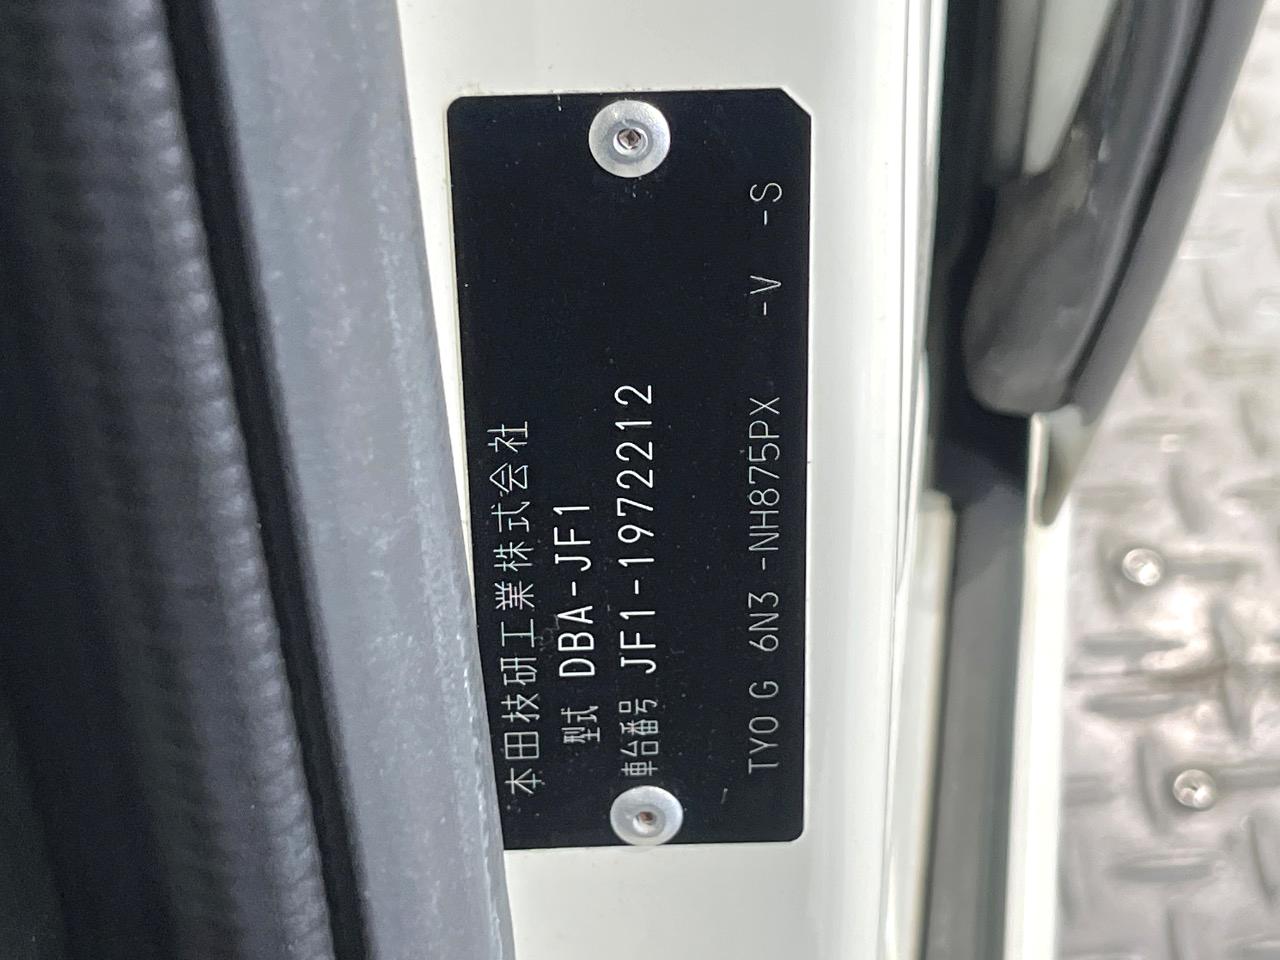 本田技研工業株式会社
型式 DBA-JF1
車台番号 JF1-1972212
TYO G 6N3 -NH875PX -V -S